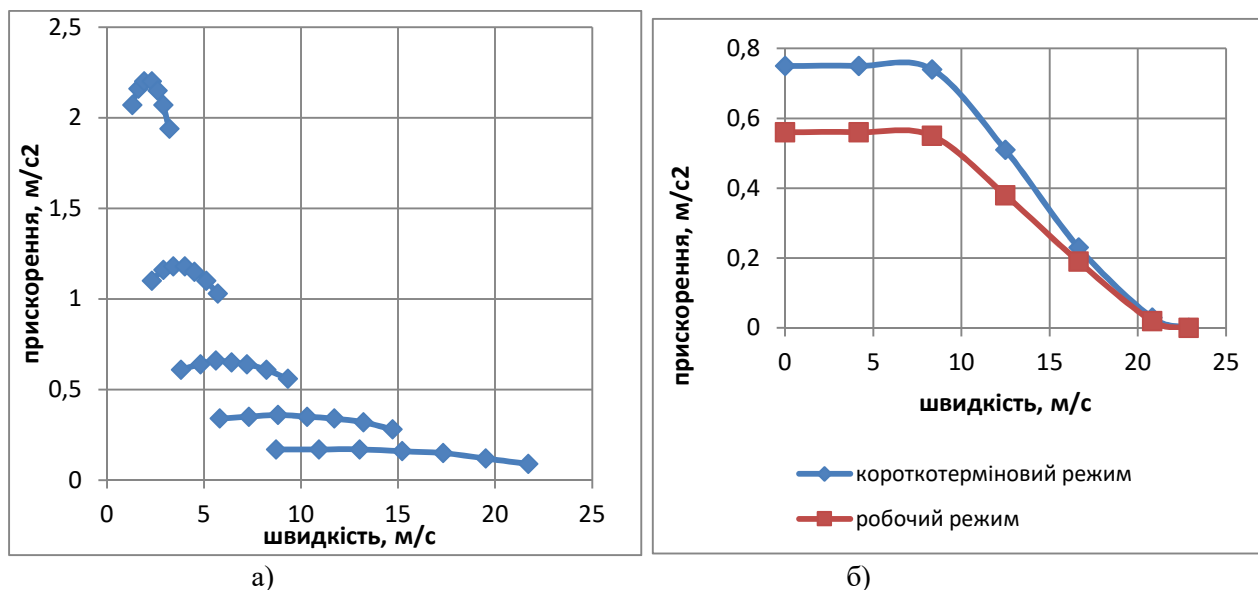 2,5
2
1,5
1
0,5
0
0 5 10 15 20 25
прискорення, м/с2
швидкість, м/с
а)
0,8
0,6
0,4
0,2
0
0 5 10 15 20 25
прискорення, м/с2
швидкість, м/с
короткотерміновий режим
робочий режим
б)